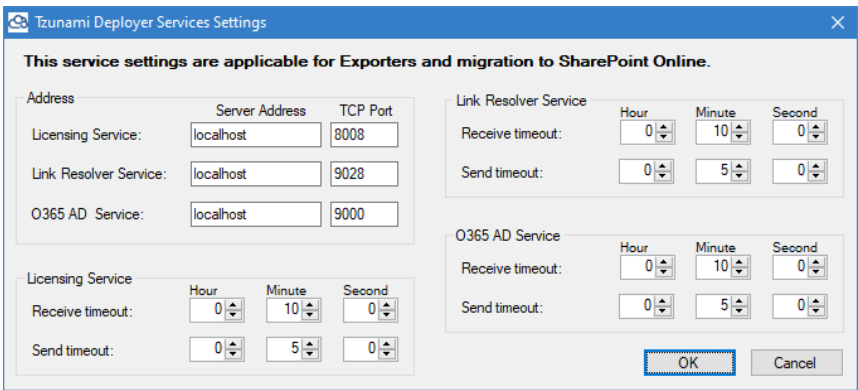 Tzunami Deployer Services Settings
This service settings are applicable for Exporters and migration to SharePoint Online.
Address
Server Address TCP Port
Licensing Service: localhost 8008
Link Resolver Service: localhost 9028
O365 AD Service: localhost 9000
Licensing Service
Hour Minute Second
Receive timeout: 0 10 0
Send timeout: 0 5 0
Link Resolver Service
Hour Minute Second
Receive timeout: 0 10 0
Send timeout: 0 5 0
O365 AD Service
Hour Minute Second
Receive timeout: 0 10 0
Send timeout: 0 5 0
OK Cancel